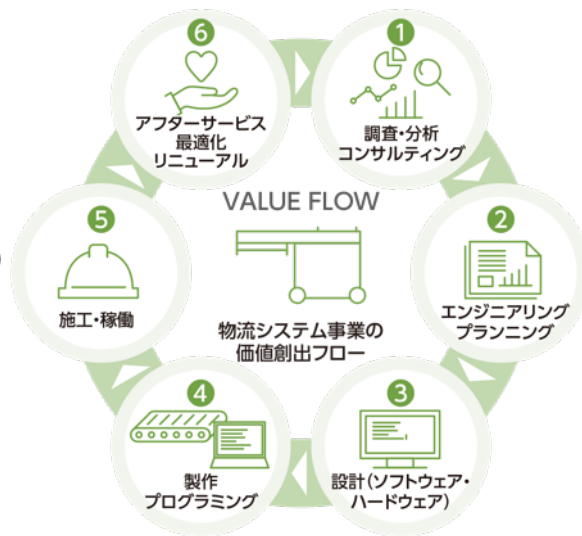 1
調査・分析
コンサルティング
2
エンジニアリング
プランニング
3
設計(ソフトウェア・
ハードウェア)
4
製作
プログラミング
5
施工・稼働
6
アフターサービス
最適化
リニューアル
VALUE FLOW
物流システム事業の
価値創出フロー